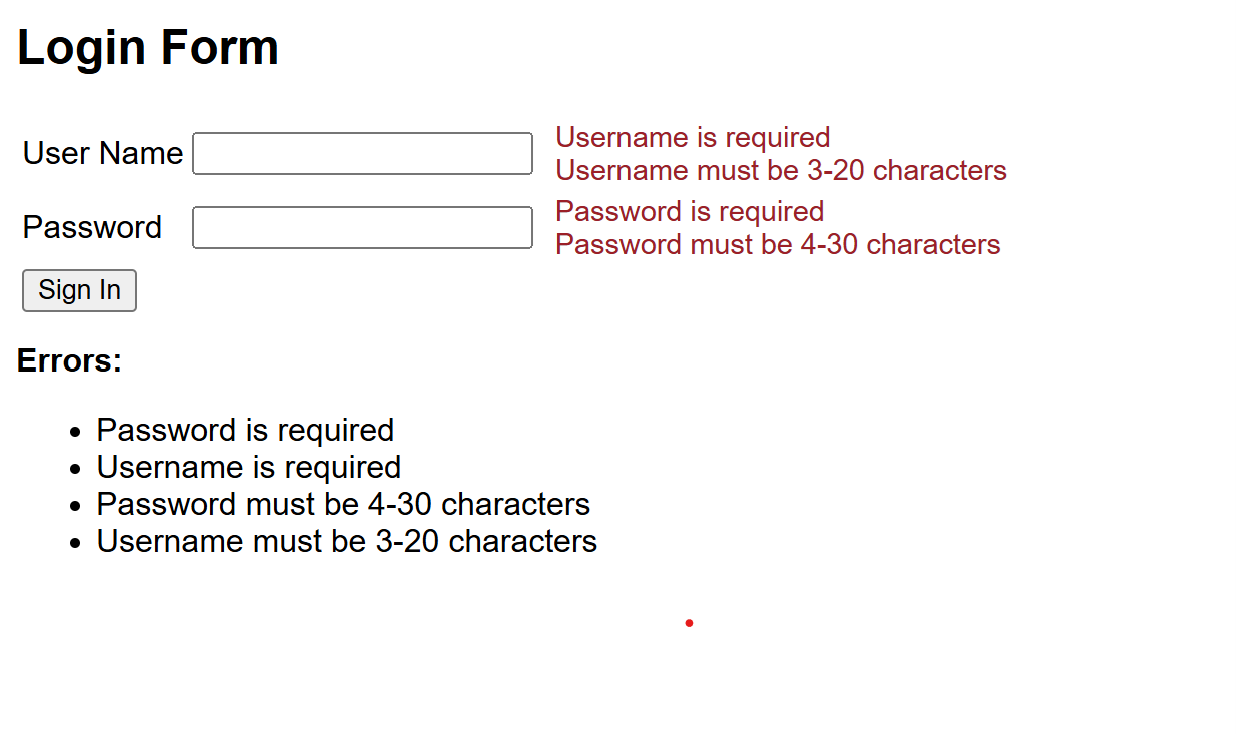 Login Form
User Name
Username is required
Username must be 3-20 characters
Password
Password is required
Password must be 4-30 characters
Sign In
Errors:
Password is required
Username is required
Password must be 4-30 characters
Username must be 3-20 characters